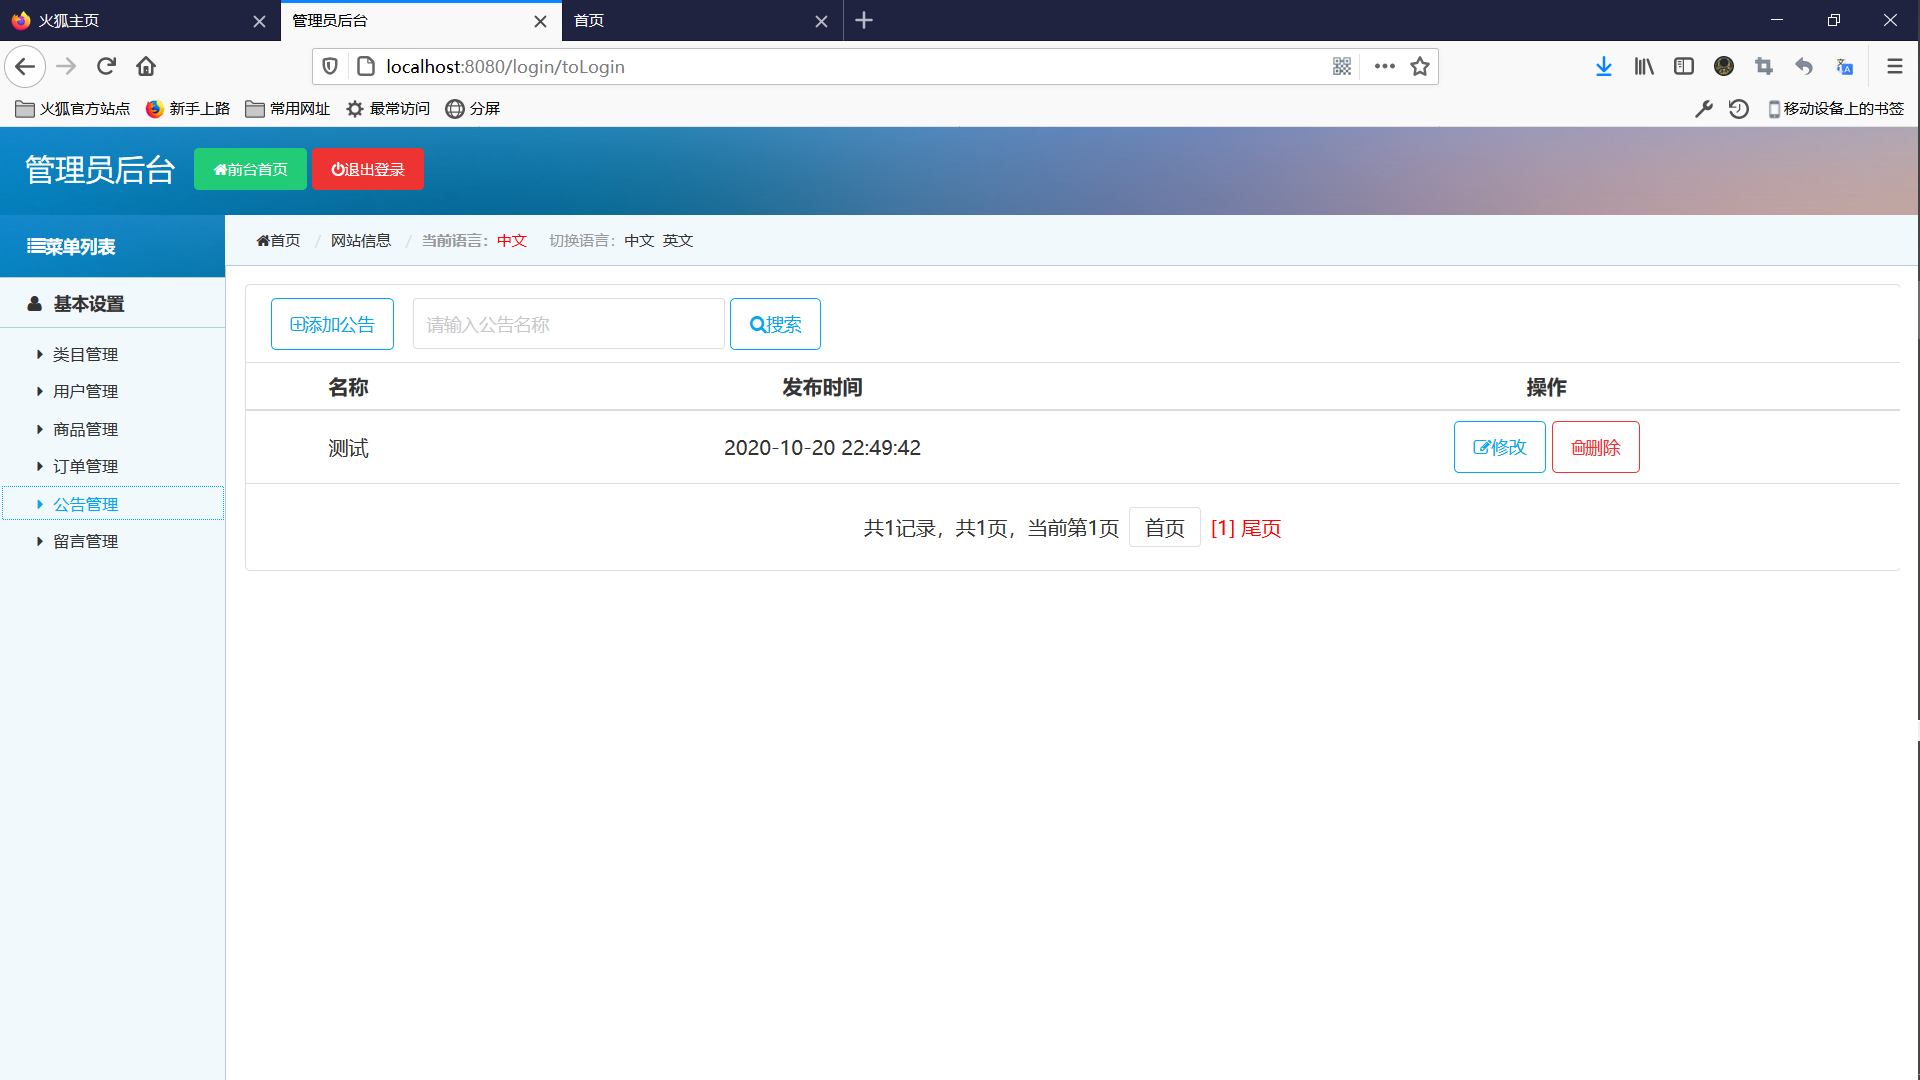 火狐主页
管理员后台
首页
localhost:8080/login/toLogin
火狐官方站点 新手上路 常用网址 最常访问 分屏
移动设备上的书签
管理员后台 前台首页 退出登录
菜单列表
首页 / 网站信息 / 当前语言：中文 切换语言：中文 英文
基本设置
类目管理
用户管理
商品管理
订单管理
公告管理
留言管理
添加公告 请输入公告名称 搜索
名称 发布时间 操作
测试 2020-10-20 22:49:42 修改 删除
共1记录，共1页，当前第1页 首页 [1] 尾页